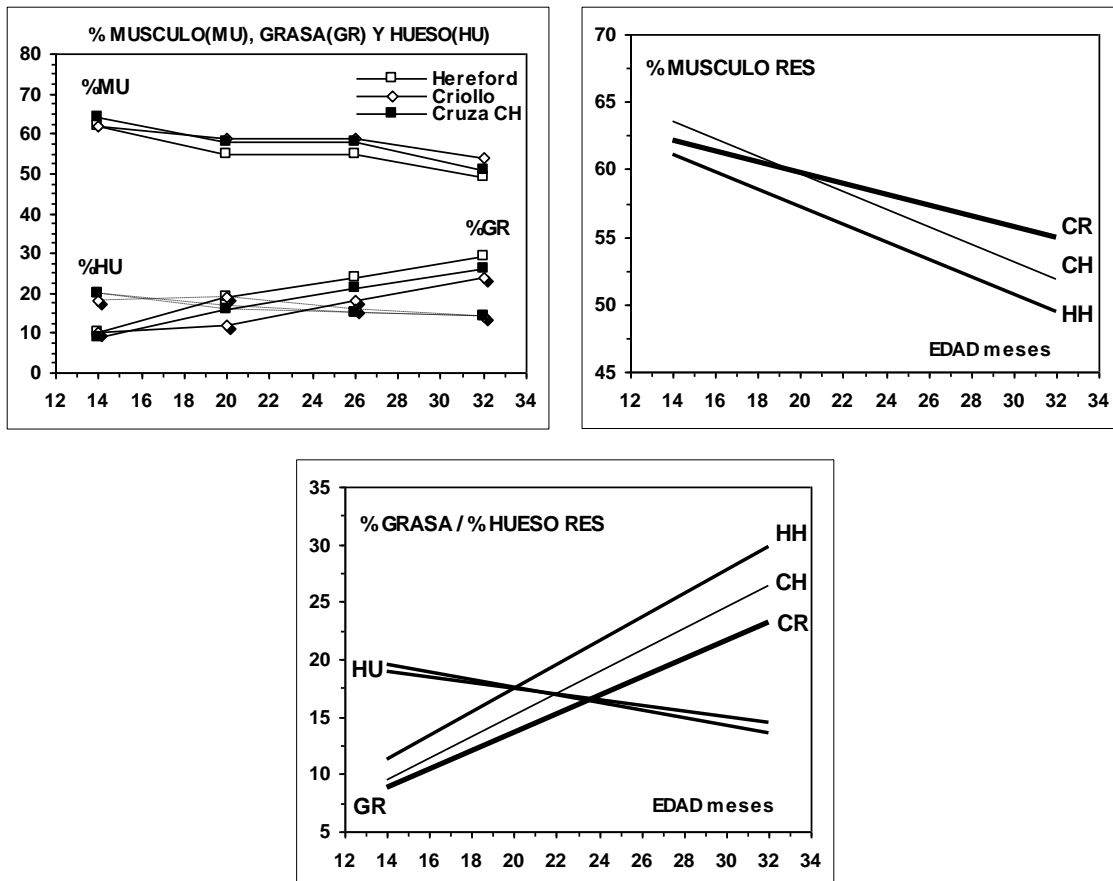 % MUSCULO(MU), GRASA(GR) Y HUESO(HU)
80
70
60
50
40
30
20
10
0
%MU
%HU
%GR
Hereford
Criollo
Cruza CH
12 14 16 18 20 22 24 26 28 30 32 34
70
65
60
55
50
45
% MUSCULO RES
CR
CH
HH
EDAD meses
12 14 16 18 20 22 24 26 28 30 32 34
35
30
25
20
15
10
5
% GRASA / % HUESO RES
HH
CH
CR
HU
GR
EDAD meses
12 14 16 18 20 22 24 26 28 30 32 34